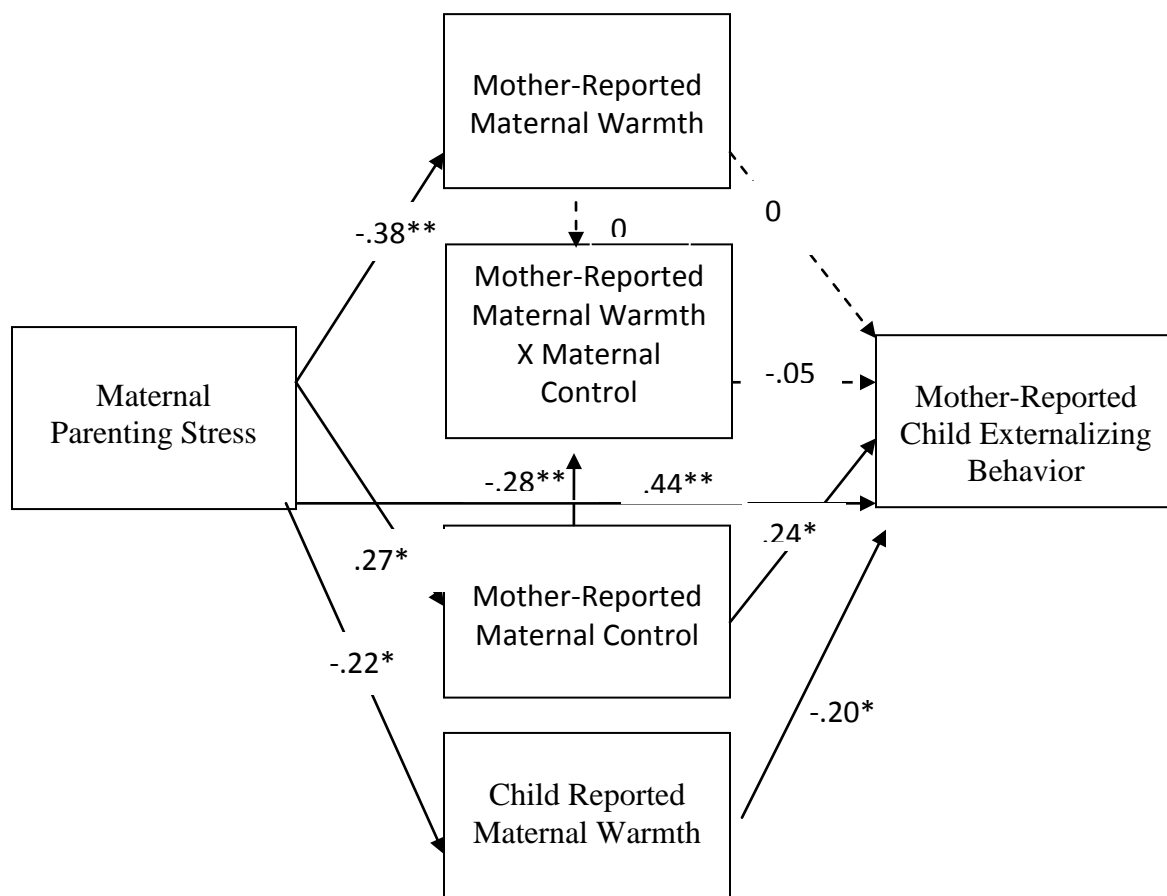 Mother-Reported
Maternal Warmth
-.38**
0
0
Mother-Reported
Maternal Warmth
X Maternal
Control
-.05
Maternal
Parenting Stress
Mother-Reported
Child Externalizing
Behavior
-.28**
.44**
.27*
.24*
Mother-Reported
Maternal Control
-.22*
-.20*
Child Reported
Maternal Warmth